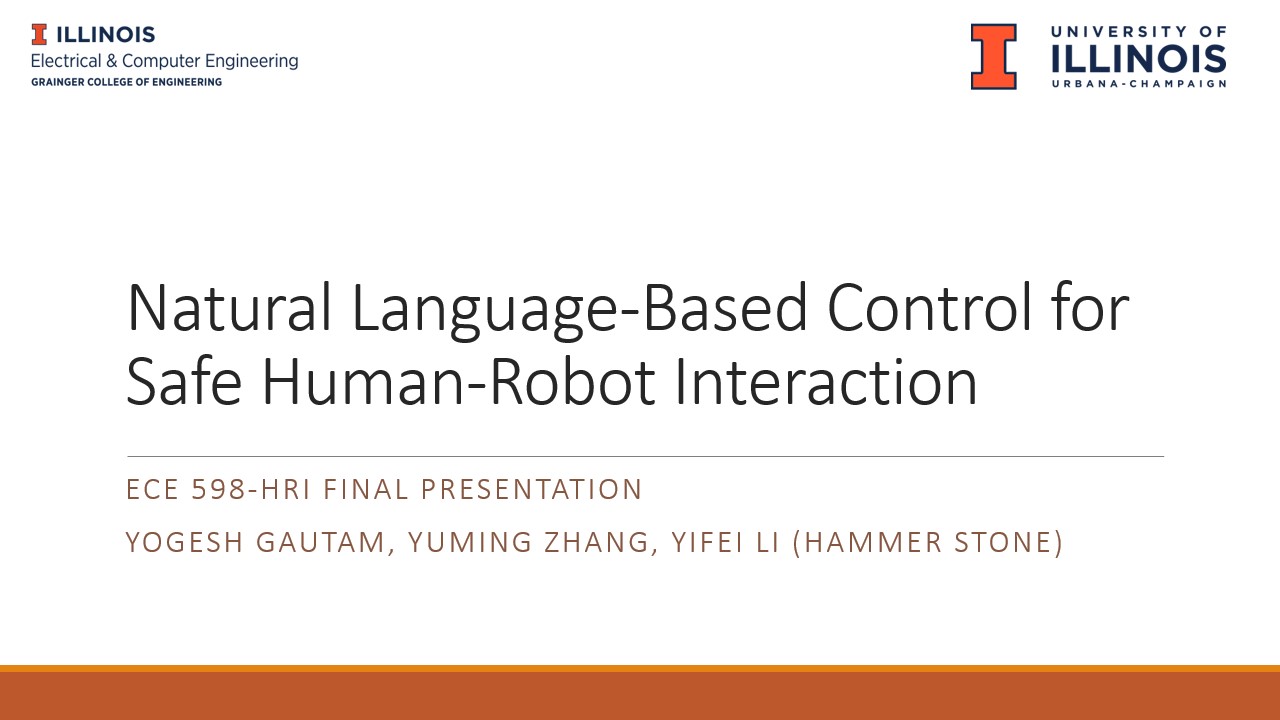 ILLINOIS
Electrical & Computer Engineering
GRAINGER COLLEGE OF ENGINEERING
UNIVERSITY OF
ILLINOIS
URBANA-CHAMPAIGN
Natural Language-Based Control for
Safe Human-Robot Interaction
ECE 598-HRI FINAL PRESENTATION
YOGESH GAUTAM, YUMING ZHANG, YIFEI LI (HAMMER STONE)